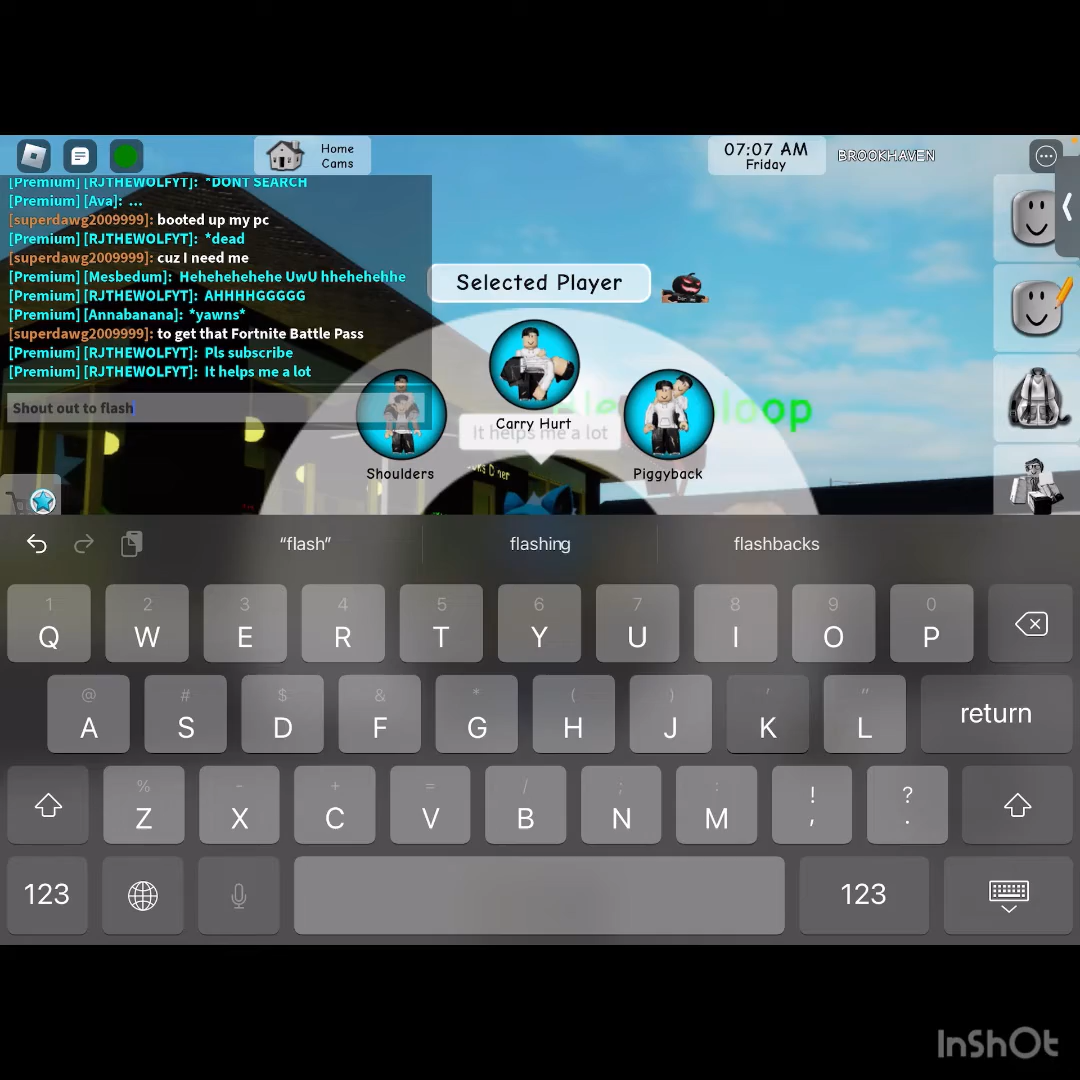 Home
Cams
07:07 AM
Friday
BROOKHAVEN
[Premium] [RJTHEWOLFYT]: *DONT SEARCH
[Premium] [Ava]: ...
[superdawg2009999]: booted up my pc
[Premium] [RJTHEWOLFYT]: *dead
[superdawg2009999]: cuz I need me
[Premium] [Mesbedum]: Hehehehehehe UwU hhehehehhe
[Premium] [RJTHEWOLFYT]: AHHHHGGGGG
[Premium] [Annabanana]: *yawns*
[superdawg2009999]: to get that Fortnite Battle Pass
[Premium] [RJTHEWOLFYT]: Pls subscribe
[Premium] [RJTHEWOLFYT]: It helps me a lot
Shout out to flash
Selected Player
Carry Hurt
It helps me a lot
Shoulders
Piggyback
“flash” flashing flashbacks
1 2 3 4 5 6 7 8 9 0
Q W E R T Y U I O P
@ # $ & * ( ) ' "
A S D F G H J K L return
% - + = / ; : ! ?
Z X C V B N M , .
123 123
InShOt